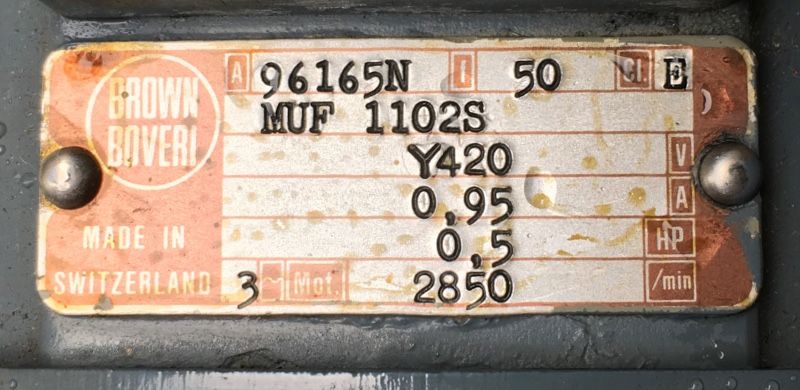 BROWN
BOVERI
MADE IN
SWITZERLAND
A 96165N 50 Cl. E
MUF 1102S
Y420 V
0,95 A
0,5 HP
3 ~ Mot. 2850 /min